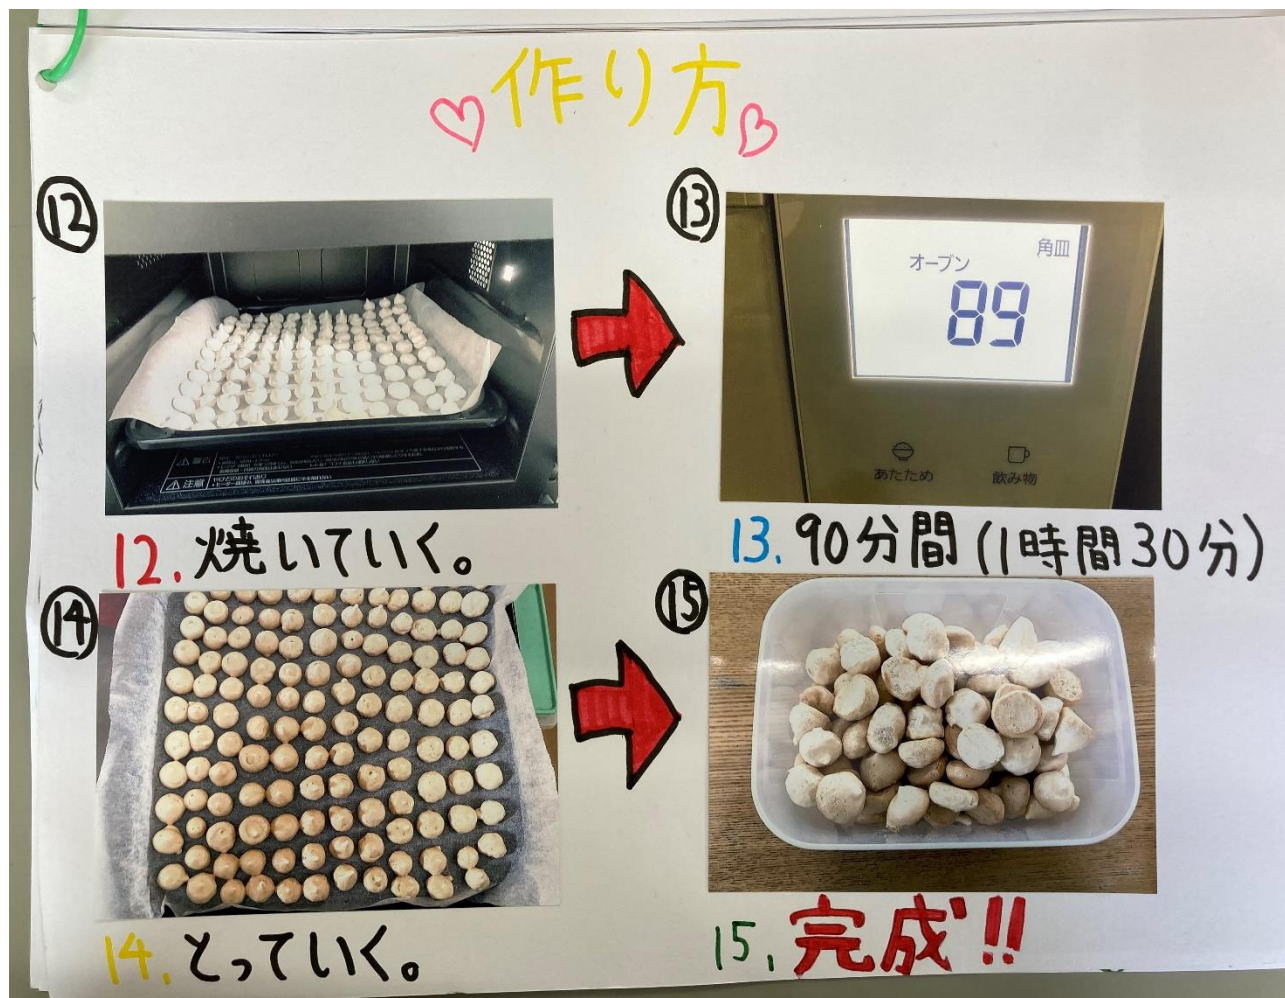 作り方
⑫
⑬
角皿
オーブン
89
あたため
飲み物
注意
12. 焼いていく。
13. 90分間(1時間30分)
⑭
⑮
14. とっていく。
15. 完成!!